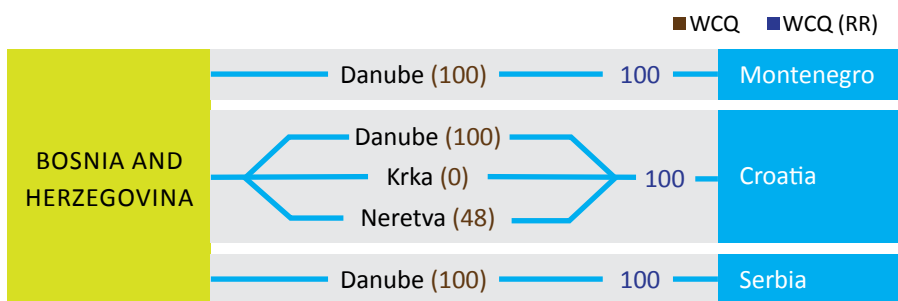 WCQ WCQ (RR)
Danube (100) 100 Montenegro
BOSNIA AND
HERZEGOVINA
Danube (100)
Krka (0) 100 Croatia
Neretva (48)
Danube (100) 100 Serbia